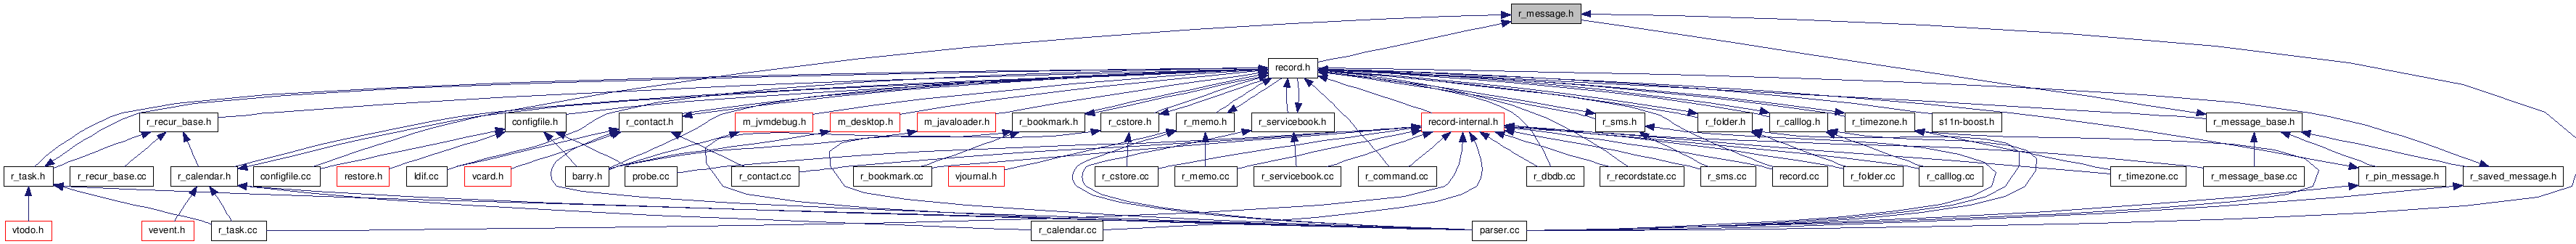 r_message.h
record.h
r_recur_base.h
configfile.h
r_contact.h
m_jvmdebug.h
m_desktop.h
m_javaloader.h
r_bookmark.h
r_cstore.h
r_memo.h
r_servicebook.h
record-internal.h
r_sms.h
r_folder.h
r_calllog.h
r_timezone.h
s11n-boost.h
r_message_base.h
r_task.h
r_recur_base.cc
r_calendar.h
configfile.cc
restore.h
ldif.cc
vcard.h
barry.h
probe.cc
r_contact.cc
r_bookmark.cc
vjournal.h
r_cstore.cc
r_memo.cc
r_servicebook.cc
r_command.cc
r_dbdb.cc
r_recordstate.cc
r_sms.cc
record.cc
r_folder.cc
r_calllog.cc
r_timezone.cc
r_message_base.cc
r_pin_message.h
r_saved_message.h
vtodo.h
vevent.h
r_task.cc
r_calendar.cc
parser.cc